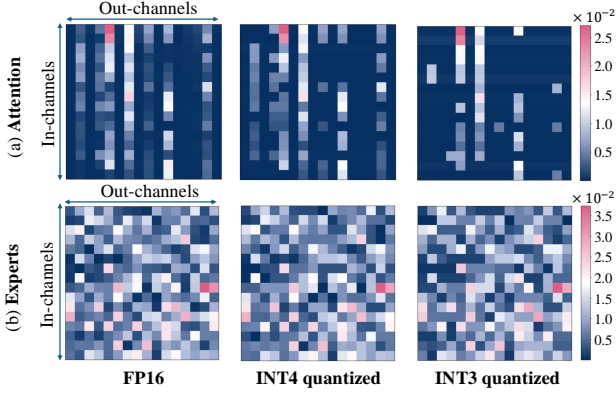 Out-channels
(a) Attention
In-channels
× 10⁻²
2.5
2.0
1.5
1.0
0.5
Out-channels
(b) Experts
In-channels
× 10⁻²
3.5
3.0
2.5
2.0
1.5
1.0
0.5
FP16
INT4 quantized
INT3 quantized